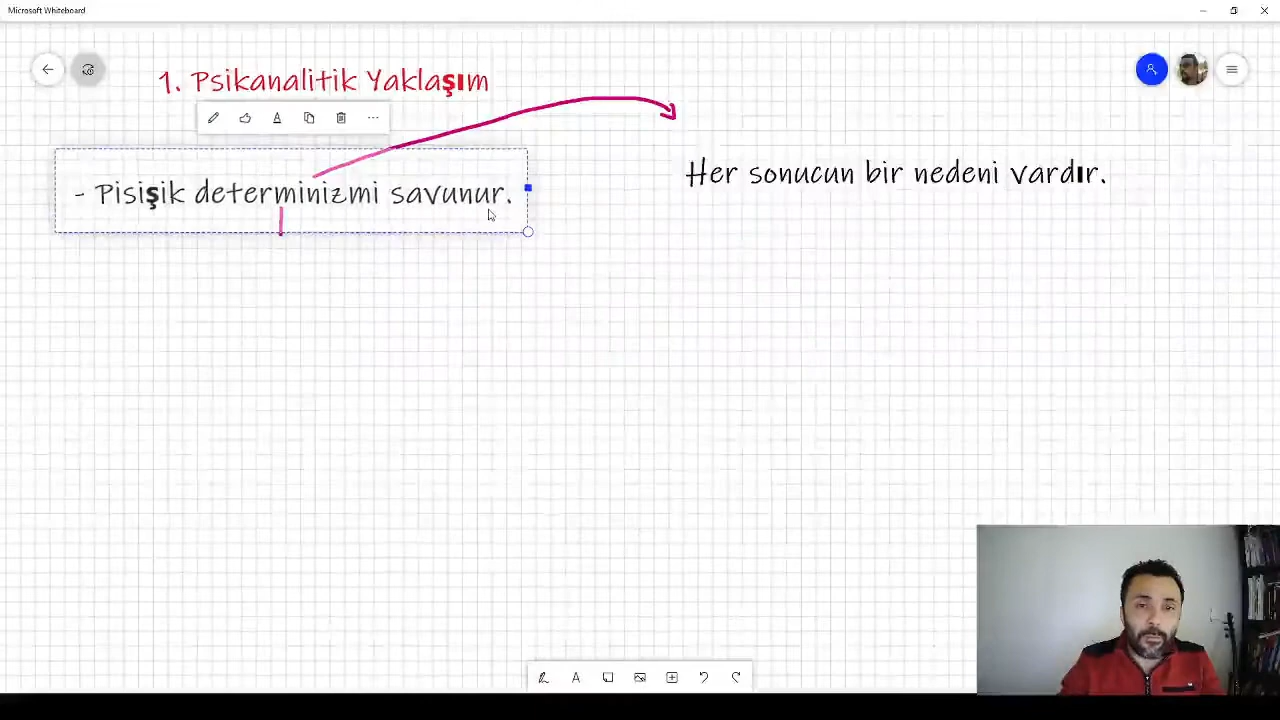 Microsoft Whiteboard
1. Psikanalitik Yaklaşım
- Pisişik determinizmi savunur.
Her sonucun bir nedeni vardır.